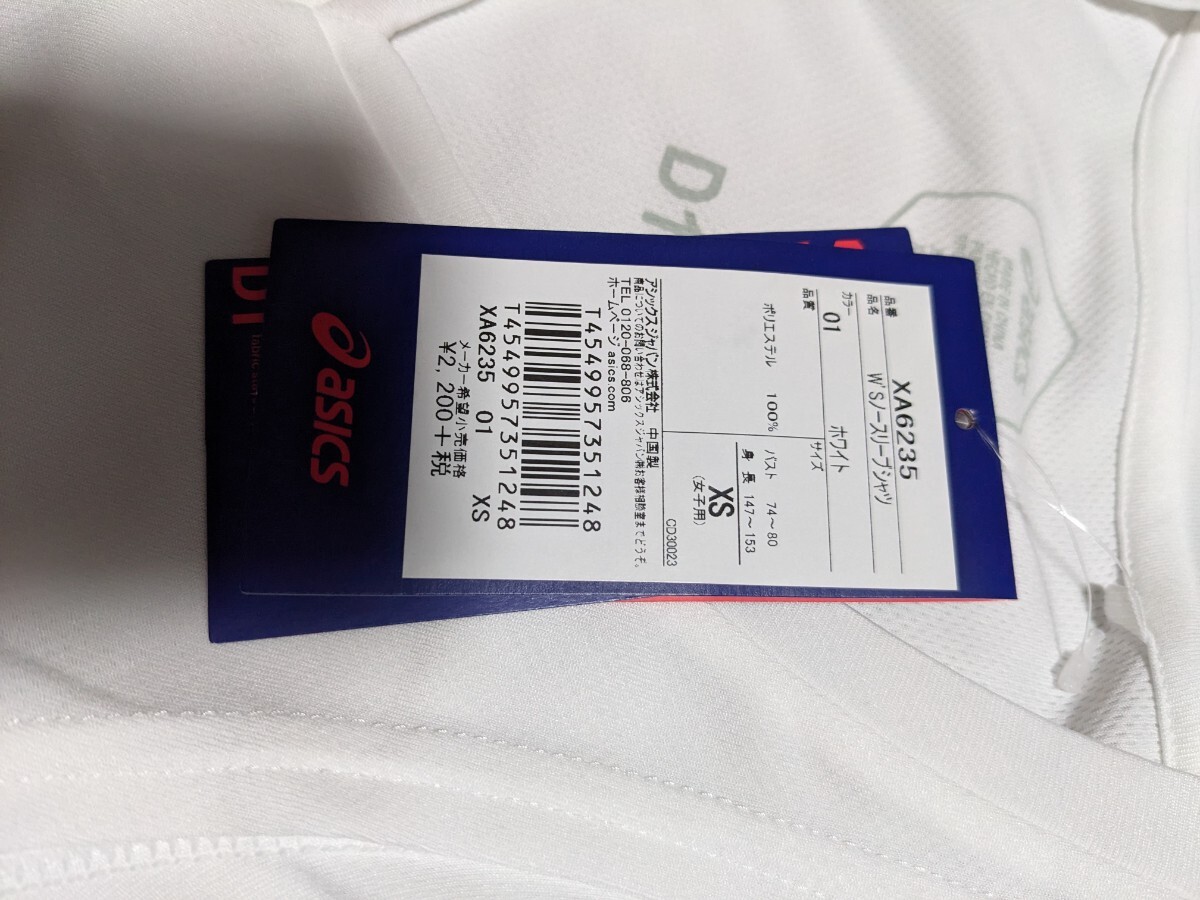 品番 XA6235
品名 W'Sノースリーブシャツ
カラー 01 ホワイト
品質 サイズ
ポリエステル 100%
バスト 74～80
身長 147～153
XS
(女子用)
CD30023
アシックスジャパン株式会社 中国製
商品についてのお問い合わせはアシックスジャパン㈱お客様相談室までどうぞ。
TEL 0120-068-806
ホームページ asics.com
T4549957351248
T4549957351248
XA6235 01 XS
メーカー希望小売価格
¥2,200+税
asics
D1
D1